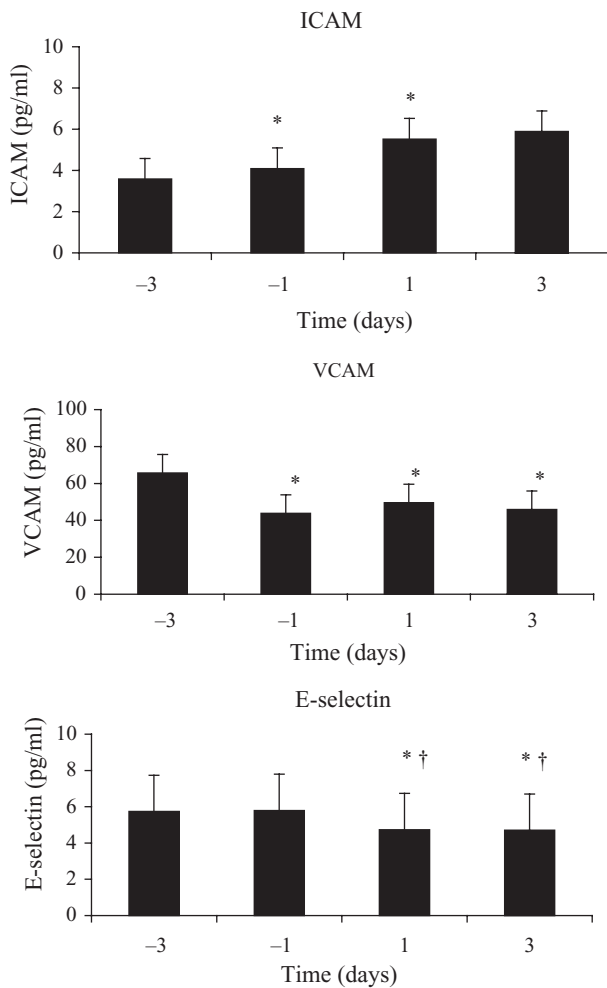 ICAM
ICAM (pg/ml)
10
8
6
4
2
0
* *
–3 –1 1 3
Time (days)
VCAM
VCAM (pg/ml)
100
80
60
40
20
0
* * *
–3 –1 1 3
Time (days)
E-selectin
E-selectin (pg/ml)
10
8
6
4
2
0
* † * †
–3 –1 1 3
Time (days)